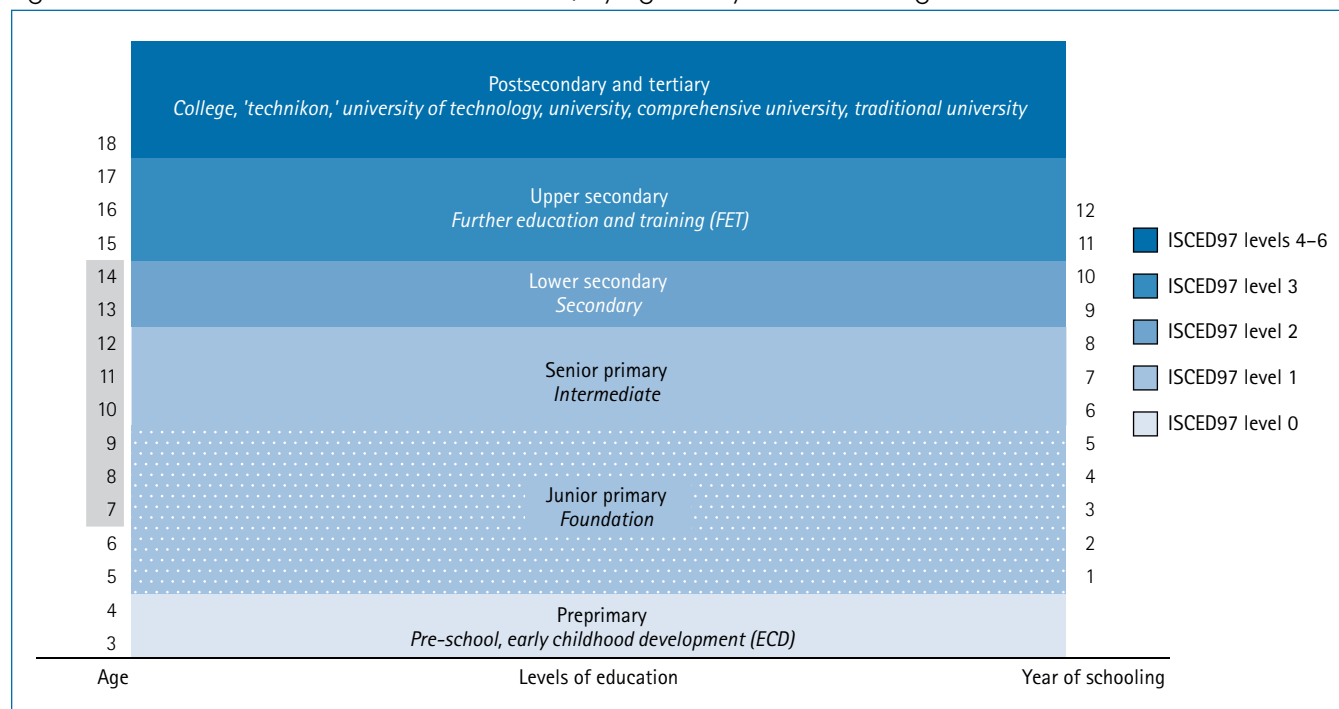 Postsecondary and tertiary
College, 'technikon,' university of technology, university, comprehensive university, traditional university
18
17
Upper secondary
16
Further education and training (FET)
12
15
11
ISCED97 levels 4–6
14
Lower secondary
10
ISCED97 level 3
13
Secondary
9
12
8
ISCED97 level 2
11
Senior primary
Intermediate
7
ISCED97 level 1
10
6
ISCED97 level 0
9
5
8
4
7
Junior primary
Foundation
3
6
2
5
1
4
Preprimary
3
Pre-school, early childhood development (ECD)
Age
Levels of education
Year of schooling